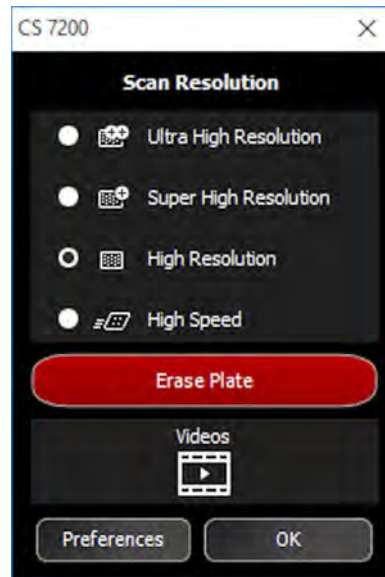 CS 7200
Scan Resolution
Ultra High Resolution
Super High Resolution
High Resolution
High Speed
Erase Plate
Videos
Preferences OK